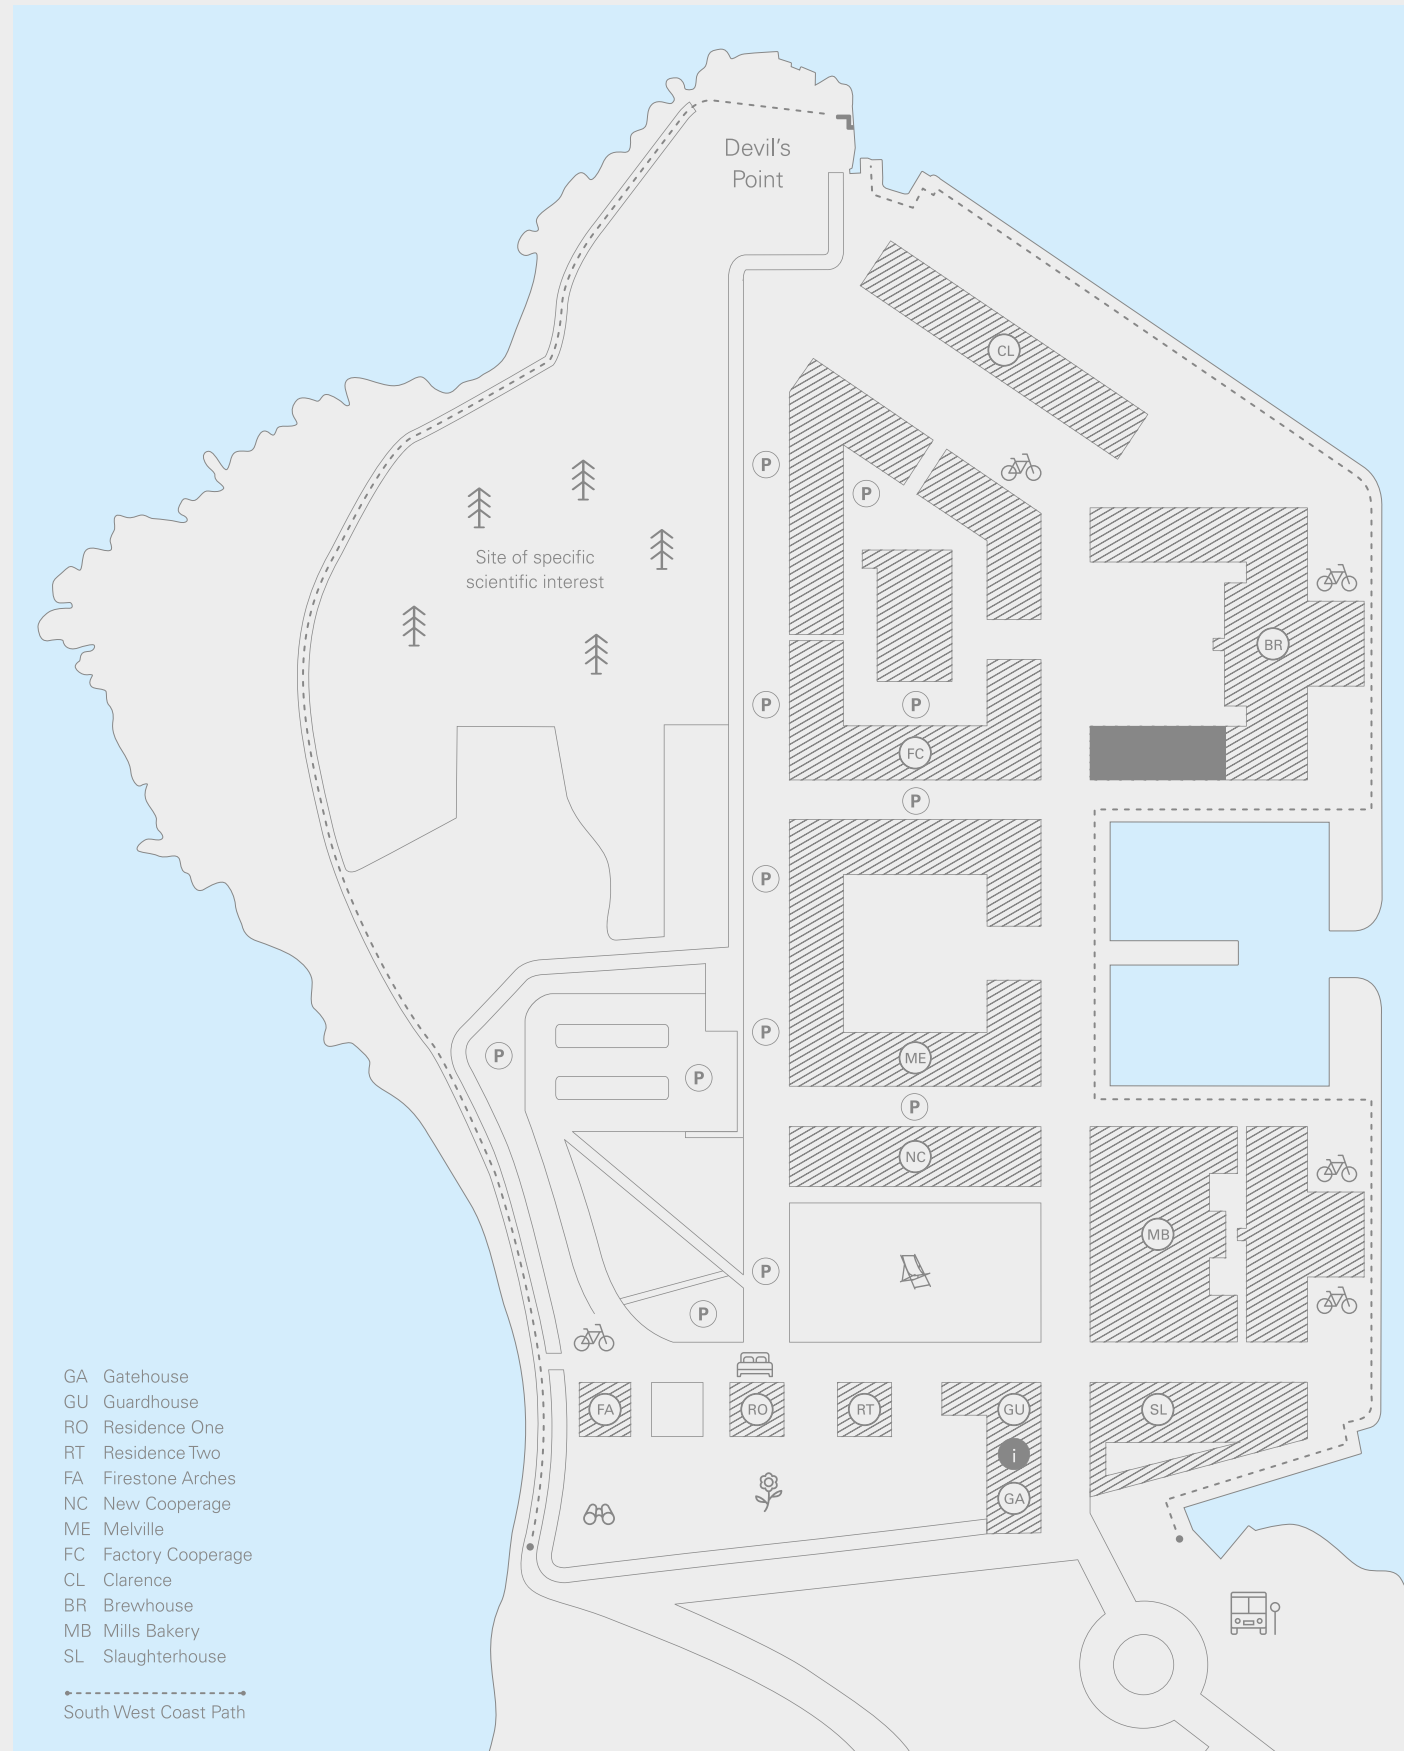 Devil's
Point
CL
P
P
Site of specific
scientific interest
BR
P
P
FC
P
P
P
ME
P
P
P
NC
MB
P
P
GA Gatehouse
GU Guardhouse
RO Residence One
RT Residence Two
FA Firestone Arches
NC New Cooperage
ME Melville
FC Factory Cooperage
CL Clarence
BR Brewhouse
MB Mills Bakery
SL Slaughterhouse
South West Coast Path
FA
RO
RT
GU
SL
i
GA